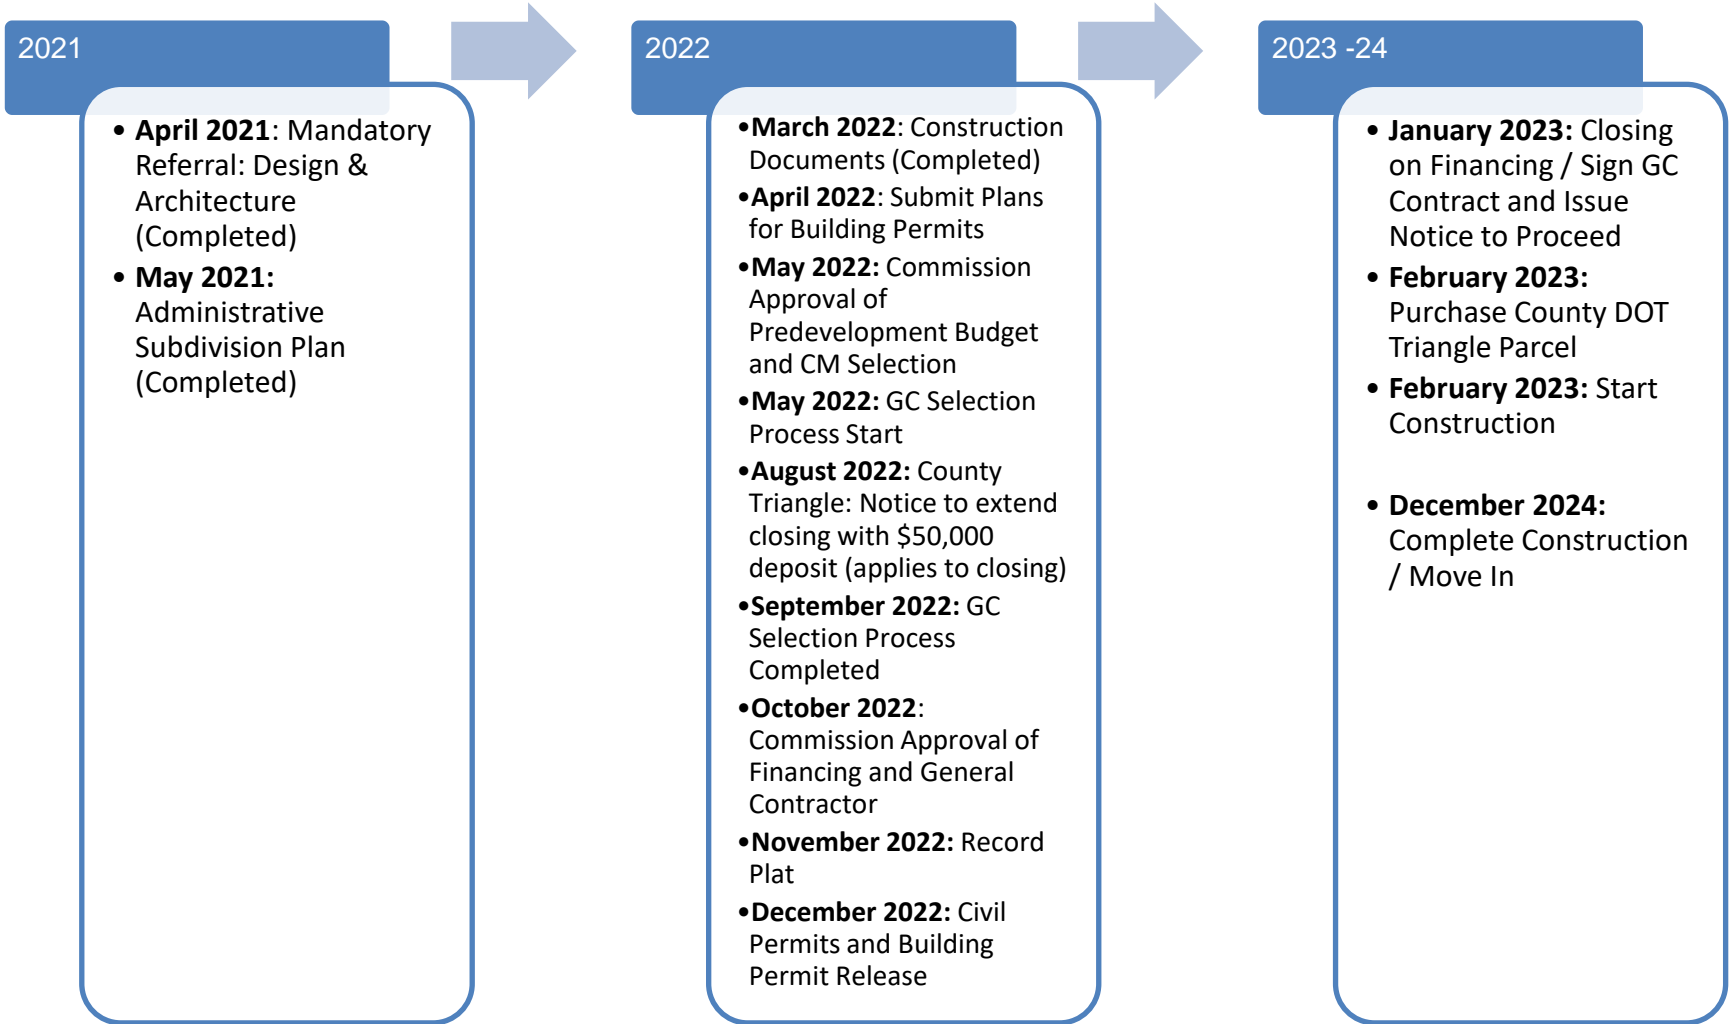 2021
• April 2021: Mandatory
Referral: Design &
Architecture
(Completed)
• May 2021:
Administrative
Subdivision Plan
(Completed)
2022
•March 2022: Construction
Documents (Completed)
•April 2022: Submit Plans
for Building Permits
•May 2022: Commission
Approval of
Predevelopment Budget
and CM Selection
•May 2022: GC Selection
Process Start
•August 2022: County
Triangle: Notice to extend
closing with $50,000
deposit (applies to closing)
•September 2022: GC
Selection Process
Completed
•October 2022:
Commission Approval of
Financing and General
Contractor
•November 2022: Record
Plat
•December 2022: Civil
Permits and Building
Permit Release
2023 -24
• January 2023: Closing
on Financing / Sign GC
Contract and Issue
Notice to Proceed
• February 2023:
Purchase County DOT
Triangle Parcel
• February 2023: Start
Construction
• December 2024:
Complete Construction
/ Move In